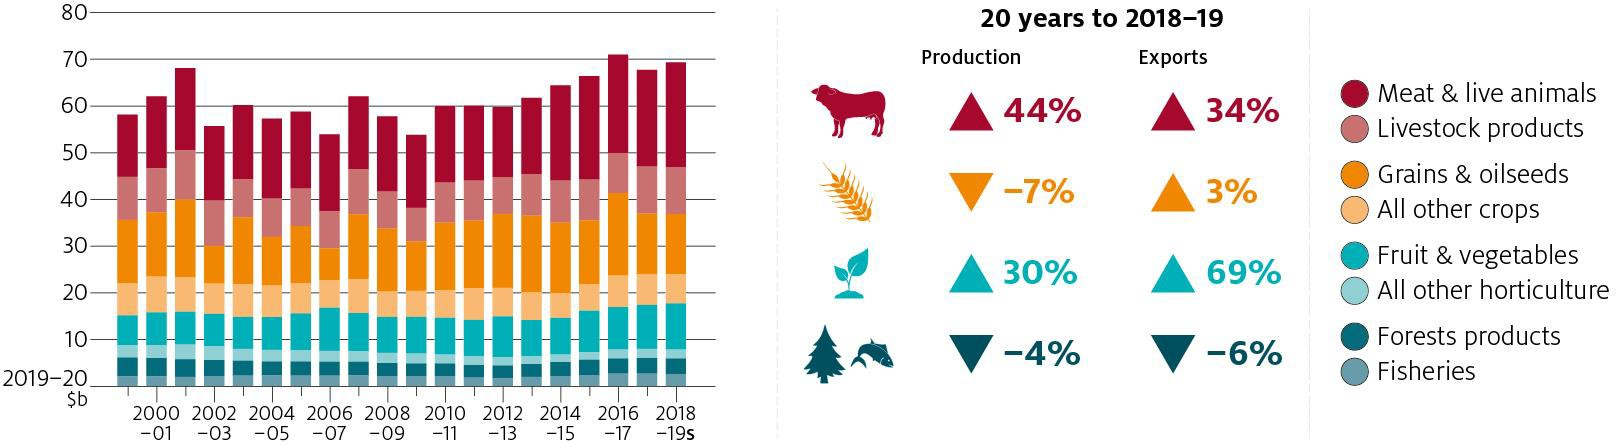 80
70
60
50
40
30
20
10
2019–20
$b
2000
–01
2002
–03
2004
–05
2006
–07
2008
–09
2010
–11
2012
–13
2014
–15
2016
–17
2018
–19s
20 years to 2018–19
Production Exports
44% 34%
–7% 3%
30% 69%
–4% –6%
Meat & live animals
Livestock products
Grains & oilseeds
All other crops
Fruit & vegetables
All other horticulture
Forests products
Fisheries